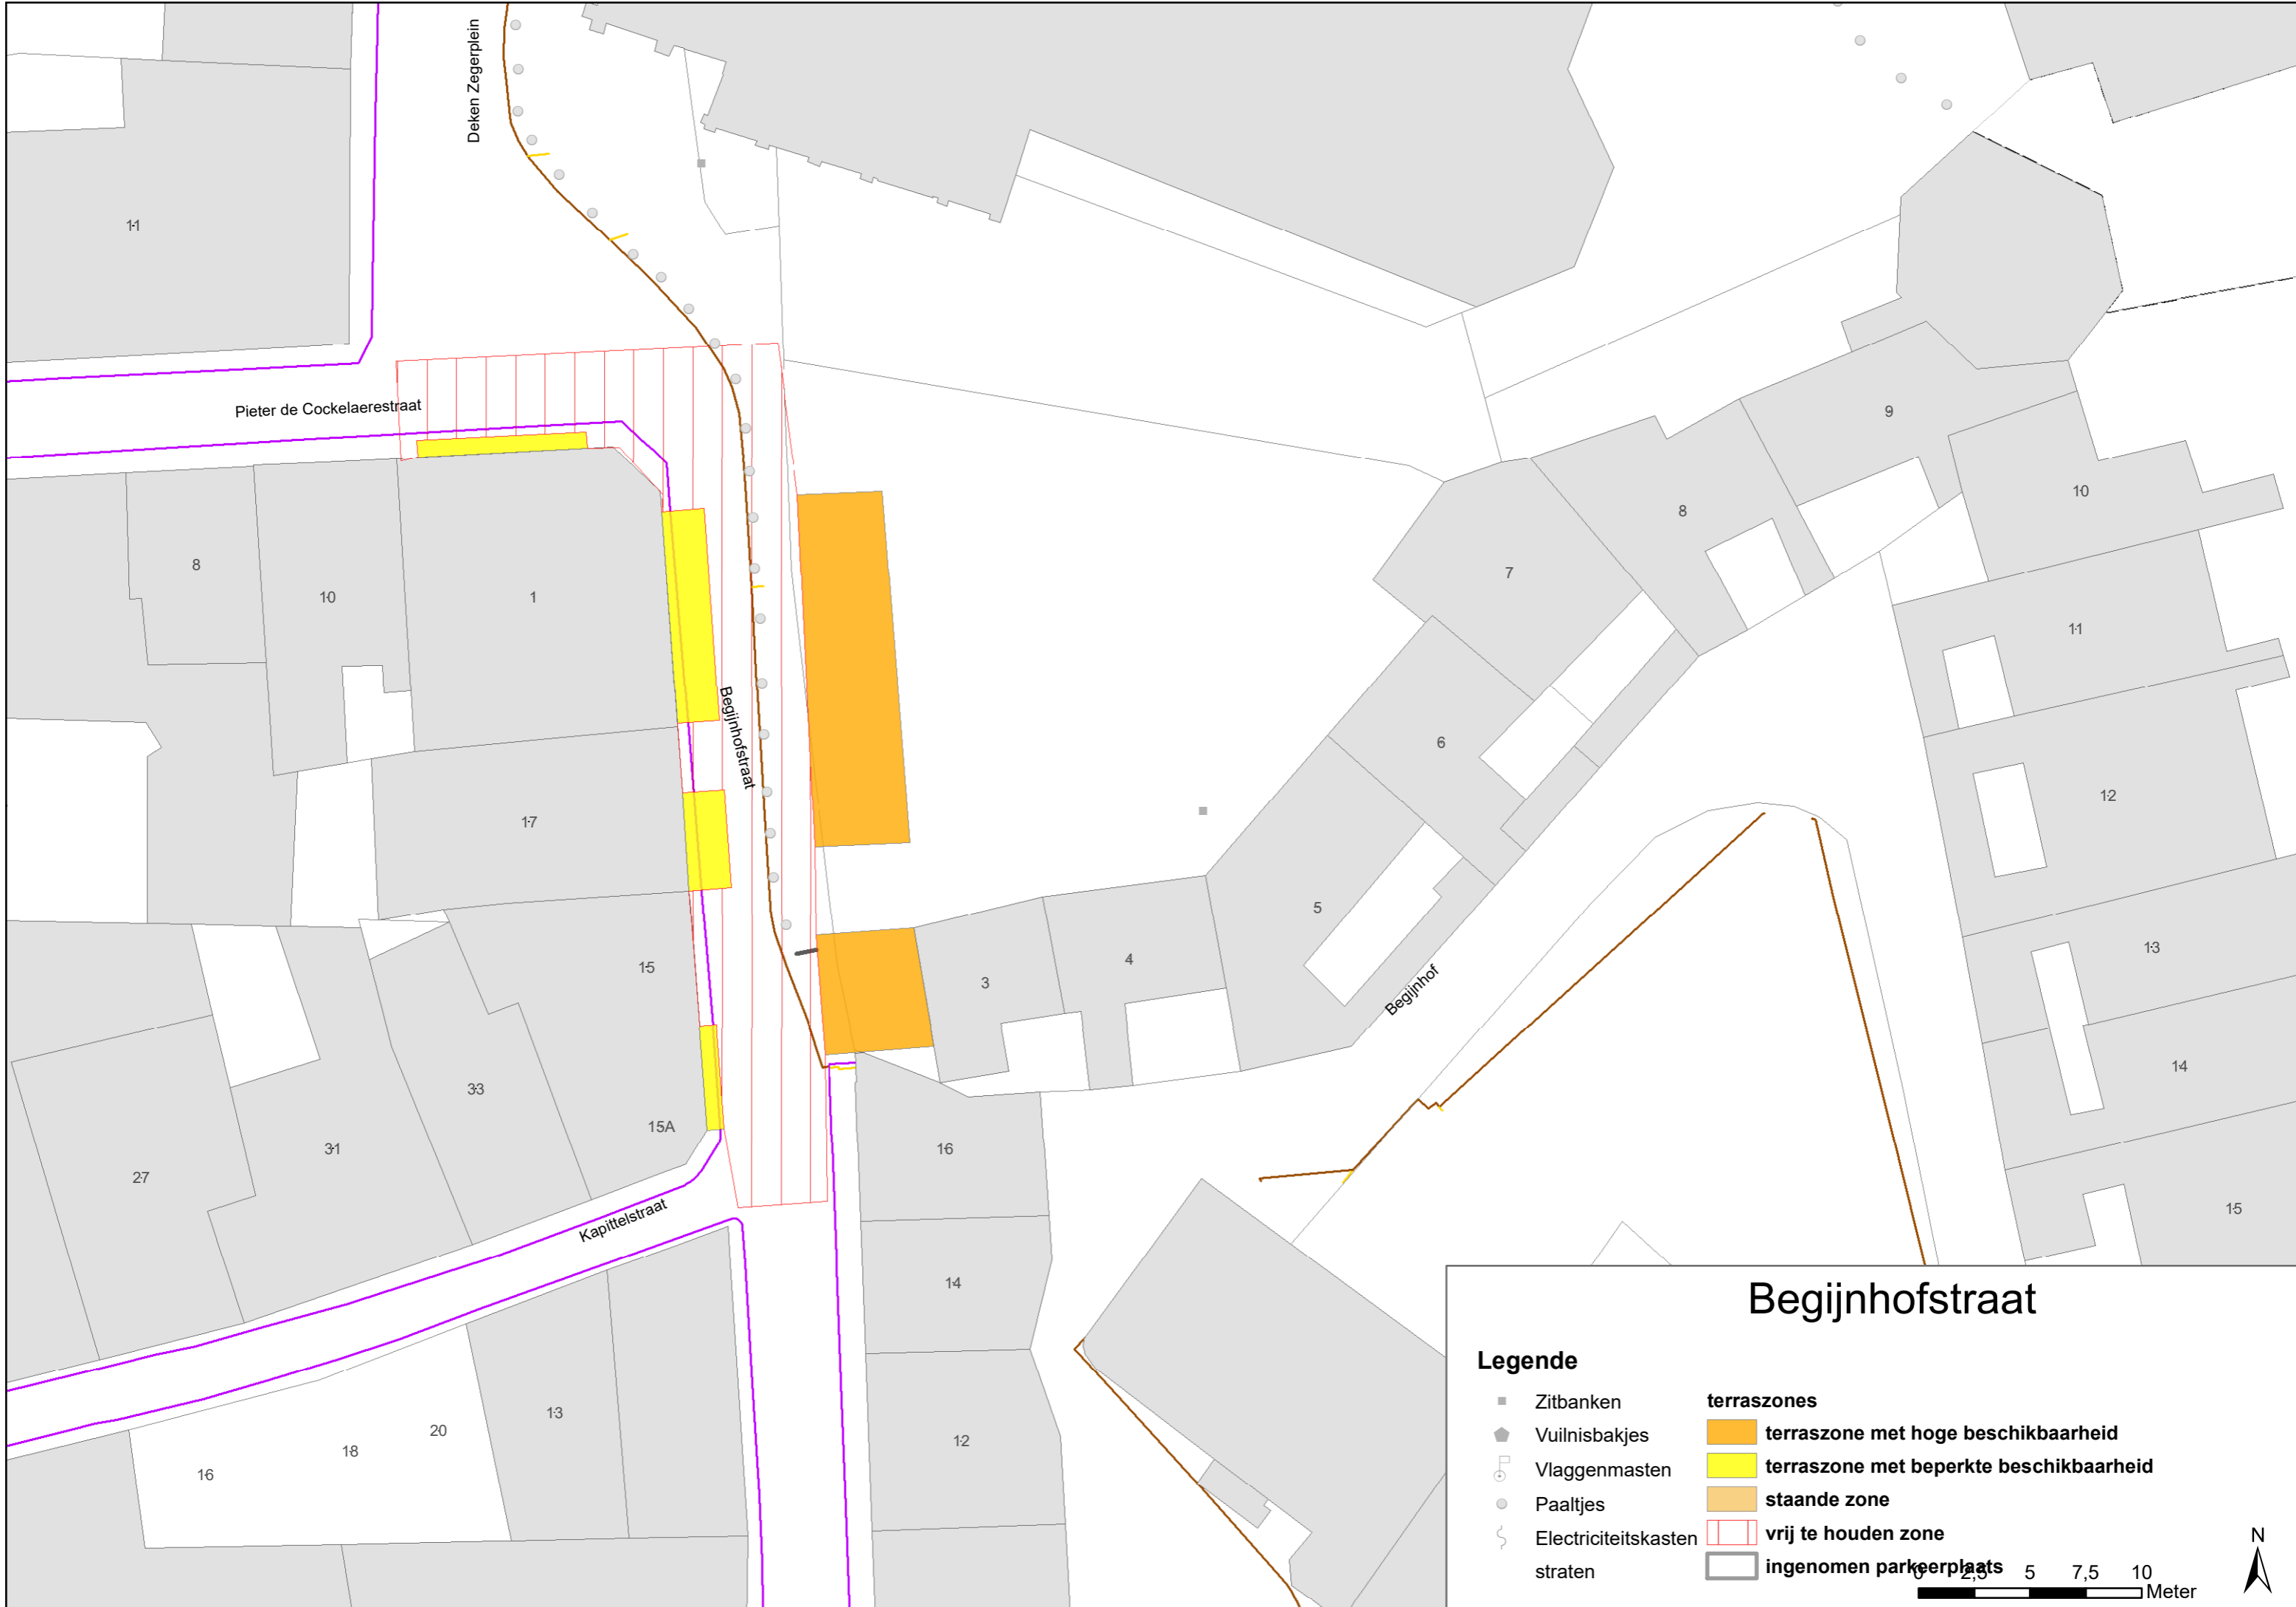 Deken Zegerplein
11
Pieter de Cockelaerestraat
8
10
1
17
Begijnhofstraat
15
15A
33
31
27
Kapittelstraat
13
20
18
16
3
4
5
6
7
8
9
10
11
12
13
14
15
Begijnhof
16
14
12
Begijnhofstraat
Legende
Zitbanken
Vuilnisbakjes
Vlaggenmasten
Paaltjes
Electriciteitskasten
straten
terraszones
terraszone met hoge beschikbaarheid
terraszone met beperkte beschikbaarheid
staande zone
vrij te houden zone
ingenomen parkeerplaats
0 2,5 5 7,5 10
Meter
N